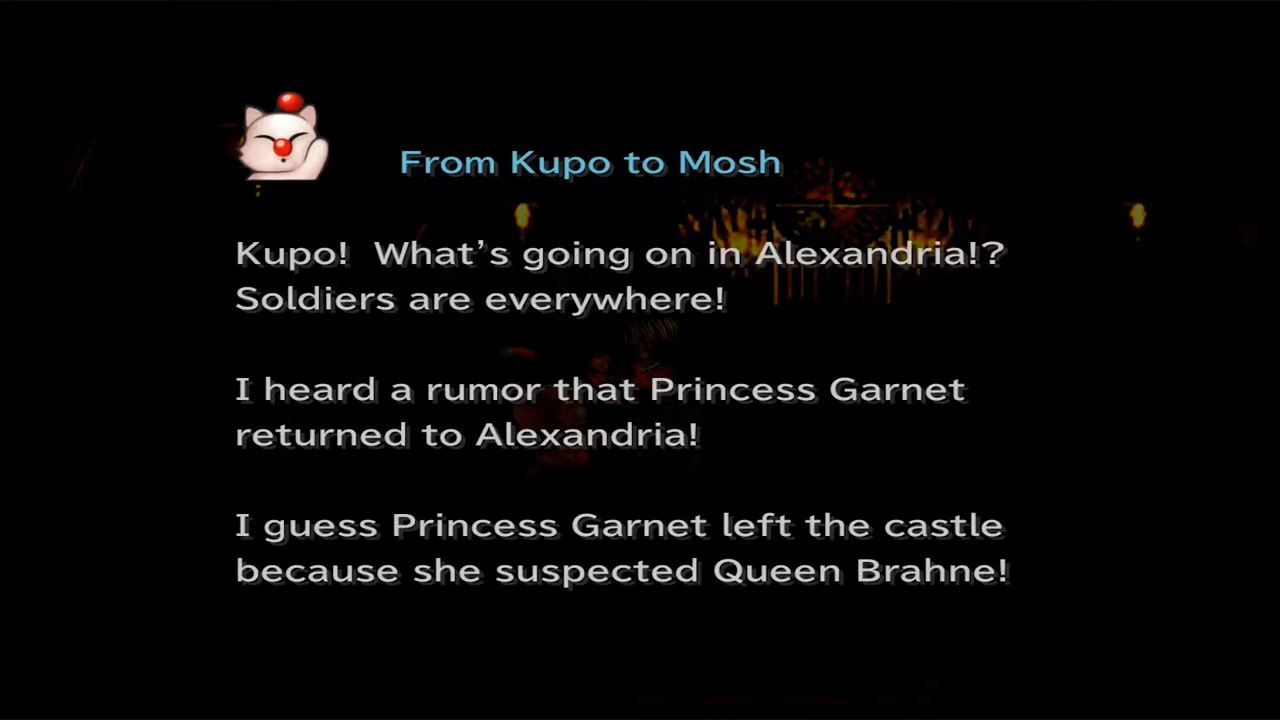 From Kupo to Mosh
Kupo!  What’s going on in Alexandria!?
Soldiers are everywhere!
I heard a rumor that Princess Garnet
returned to Alexandria!
I guess Princess Garnet left the castle
because she suspected Queen Brahne!